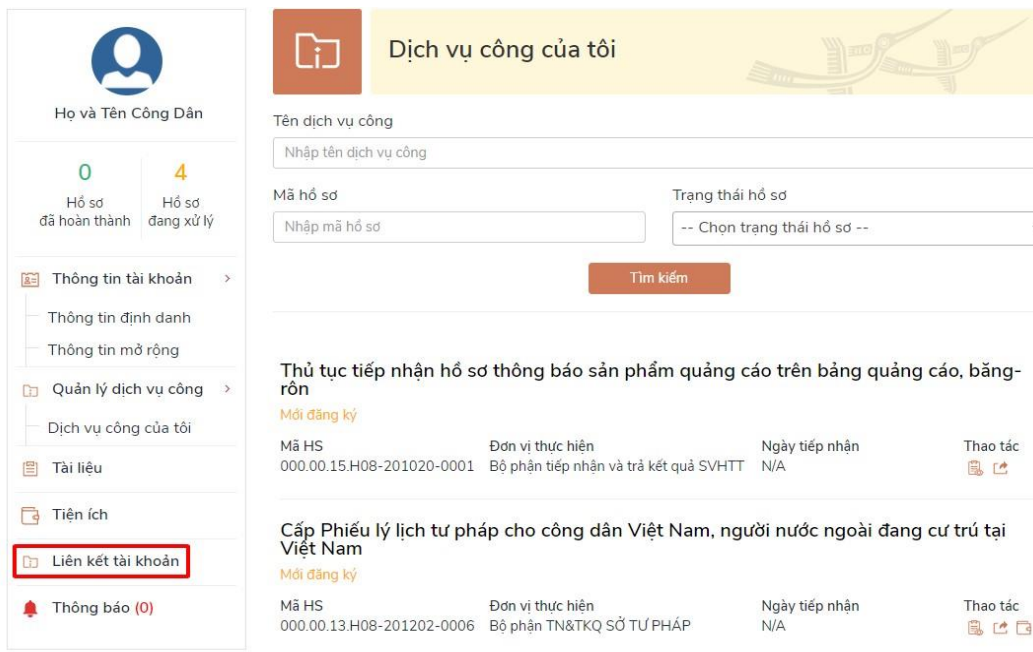 Họ và Tên Công Dân
0
4
Hồ sơ
đã hoàn thành
Hồ sơ
đang xử lý
Thông tin tài khoản
Thông tin định danh
Thông tin mở rộng
Quản lý dịch vụ công
Dịch vụ công của tôi
Tài liệu
Tiện ích
Liên kết tài khoản
Thông báo (0)
Dịch vụ công của tôi
Tên dịch vụ công
Nhập tên dịch vụ công
Mã hồ sơ
Trạng thái hồ sơ
Nhập mã hồ sơ
-- Chọn trạng thái hồ sơ --
Tìm kiếm
Thủ tục tiếp nhận hồ sơ thông báo sản phẩm quảng cáo trên bảng quảng cáo, băng-
rôn
Mới đăng ký
Mã HS Đơn vị thực hiện Ngày tiếp nhận Thao tác
000.00.15.H08-201020-0001 Bộ phận tiếp nhận và trả kết quả SVHTT N/A
Cấp Phiếu lý lịch tư pháp cho công dân Việt Nam, người nước ngoài đang cư trú tại
Việt Nam
Mới đăng ký
Mã HS Đơn vị thực hiện Ngày tiếp nhận Thao tác
000.00.13.H08-201202-0006 Bộ phận TN&TKQ SỞ TƯ PHÁP N/A